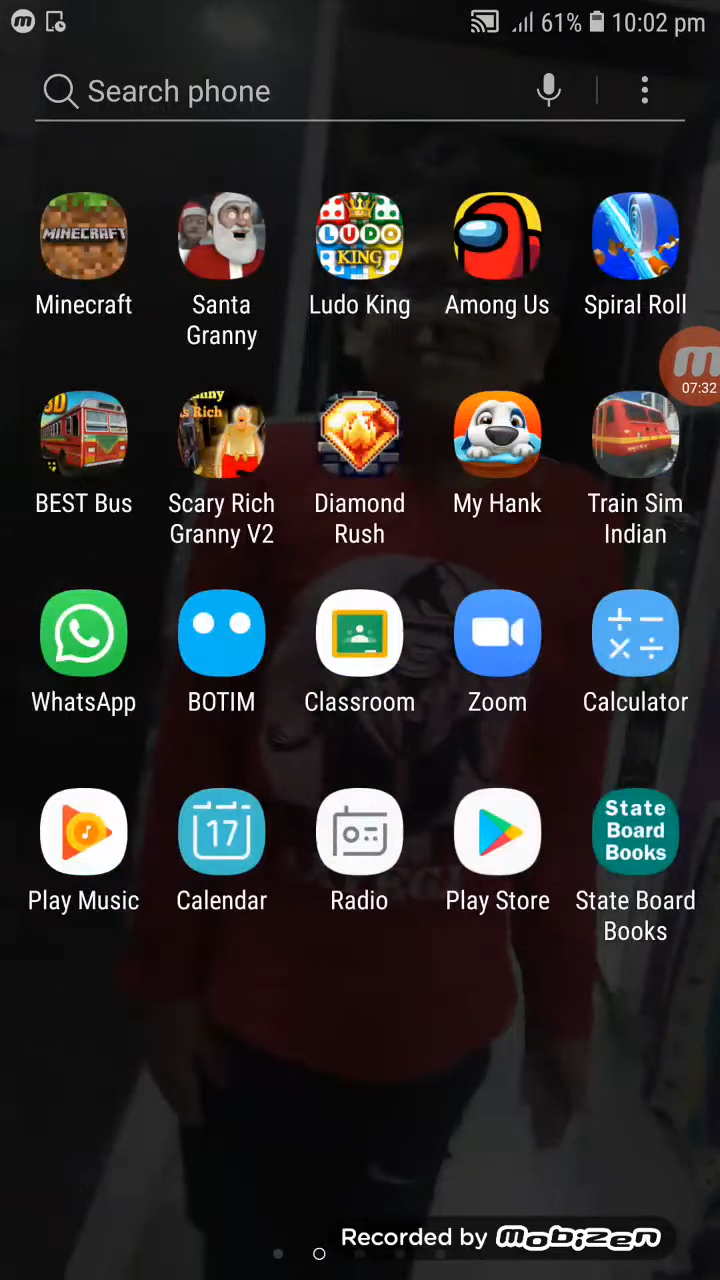 61% 10:02 pm
Search phone
MINECRAFT
LUDO
KING
Minecraft
Santa
Granny
Ludo King
Among Us
Spiral Roll
07:32
3D
s Rich
BEST Bus
Scary Rich
Granny V2
Diamond
Rush
My Hank
Train Sim
Indian
WhatsApp
BOTIM
Classroom
Zoom
Calculator
17
State
Board
Books
Play Music
Calendar
Radio
Play Store
State Board
Books
Recorded by mobizen